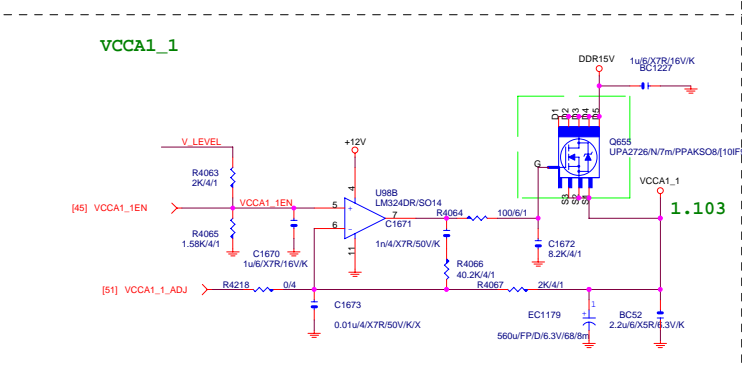 VCCA1_1
DDR15V
1u/6/X7R/16V/K
BC1227
D1
D2
D3
D4
D5
V_LEVEL
+12V
Q655
UPA2726/N/7m/PPAKSO8/[10IF
G
R4063
2K/4/1
4
U98B
LM324DR/SO14
VCCA1_1
S3
S2
S1
[45] VCCA1_1EN
VCCA1_1EN
5
+
7
C1671
R4064
100/6/1
1.103
6
-
R4065
1.58K/4/1
11
1n/4/X7R/50V/K
C1672
8.2K/4/1
C1670
1u/6/X7R/16V/K
R4066
40.2K/4/1
[51] VCCA1_1_ADJ
R4218
0/4
R4067
2K/4/1
C1673
0.01u/4/X7R/50V/K/X
1
+
EC1179
560u/FP/D/6.3V/68/8m
BC52
2.2u/6/X5R/6.3V/K